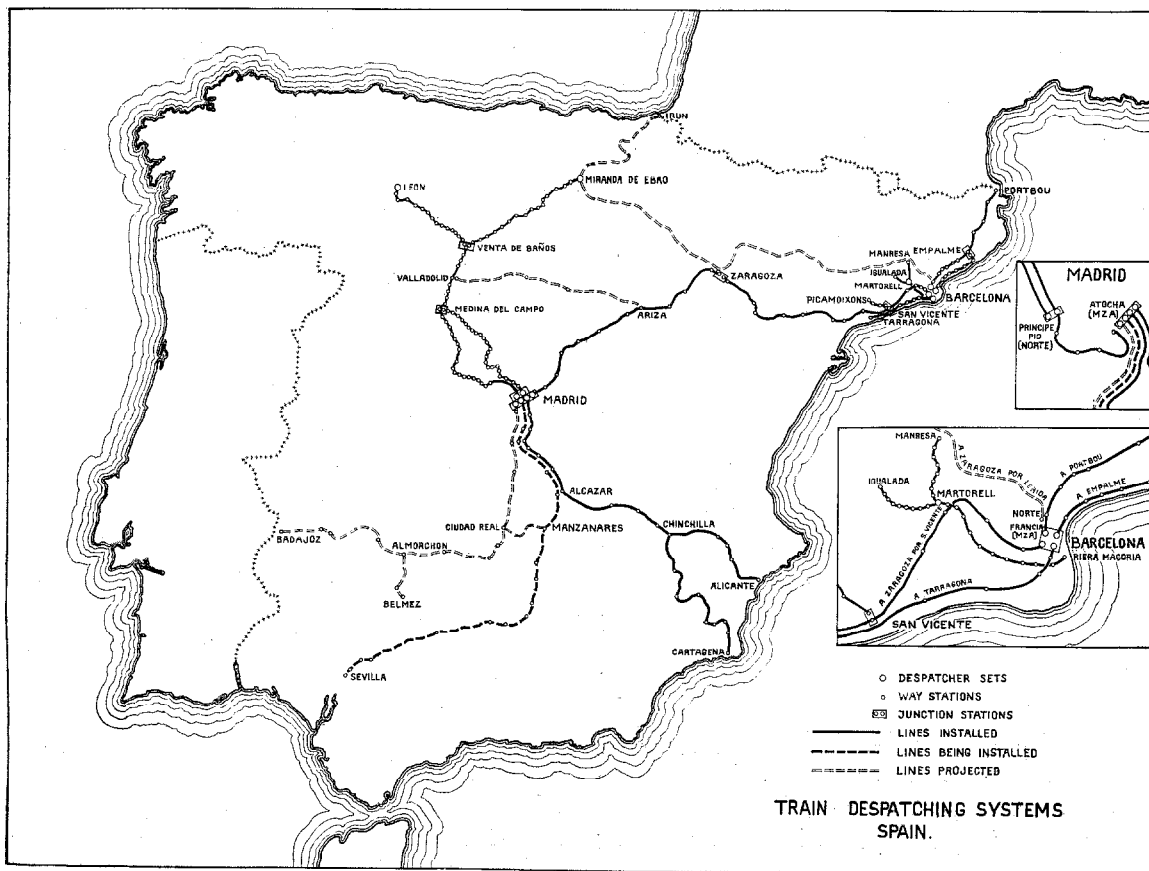 IRUN
MIRANDA DE EBRO
LEON
PORTBOU
VENTA DE BAÑOS
MANRESA
EMPALME
IGUALADA
VALLADOLID
ZARAGOZA
MARTORELL
BARCELONA
PICAMOIXONS
MEDINA DEL CAMPO
ARIZA
SAN VICENTE
TARRAGONA
MADRID
ALCAZAR
CHINCHILLA
CIUDAD REAL
MANZANARES
BADAJOZ
ALMORCHON
ALICANTE
BELMEZ
CARTAGENA
SEVILLA
MADRID
ATOCHA
(MZA)
PRINCIPE
PIO
(NORTE)
MANRESA
A ZARAGOZA POR LERIDA
A PORTBOU
IGUALADA
A EMPALME
MARTORELL
NORTE
FRANCIA
(MZA)
BARCELONA
RIERA MAGORIA
A ZARAGOZA POR S. VICENTE
A TARRAGONA
SAN VICENTE
DESPATCHER SETS
WAY STATIONS
JUNCTION STATIONS
LINES INSTALLED
LINES BEING INSTALLED
LINES PROJECTED
TRAIN DESPATCHING SYSTEMS
SPAIN.